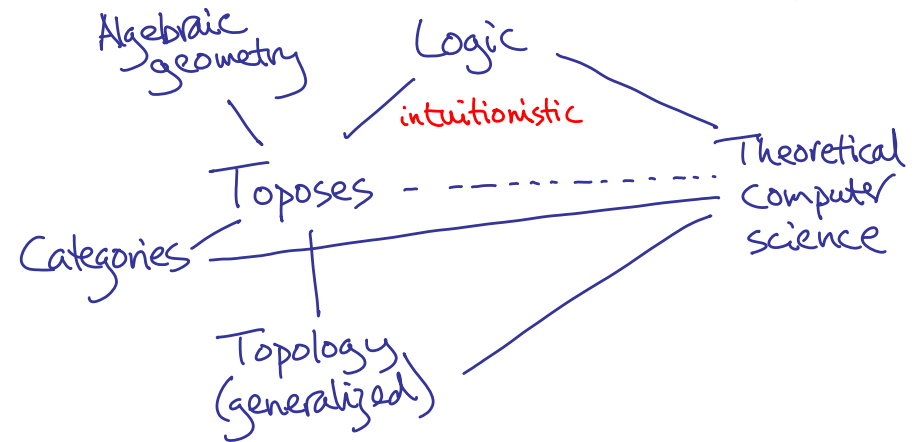 Algebraic
geometry
Logic
intuitionistic
Toposes
Theoretical
computer
science
Categories
Topology
(generalized)